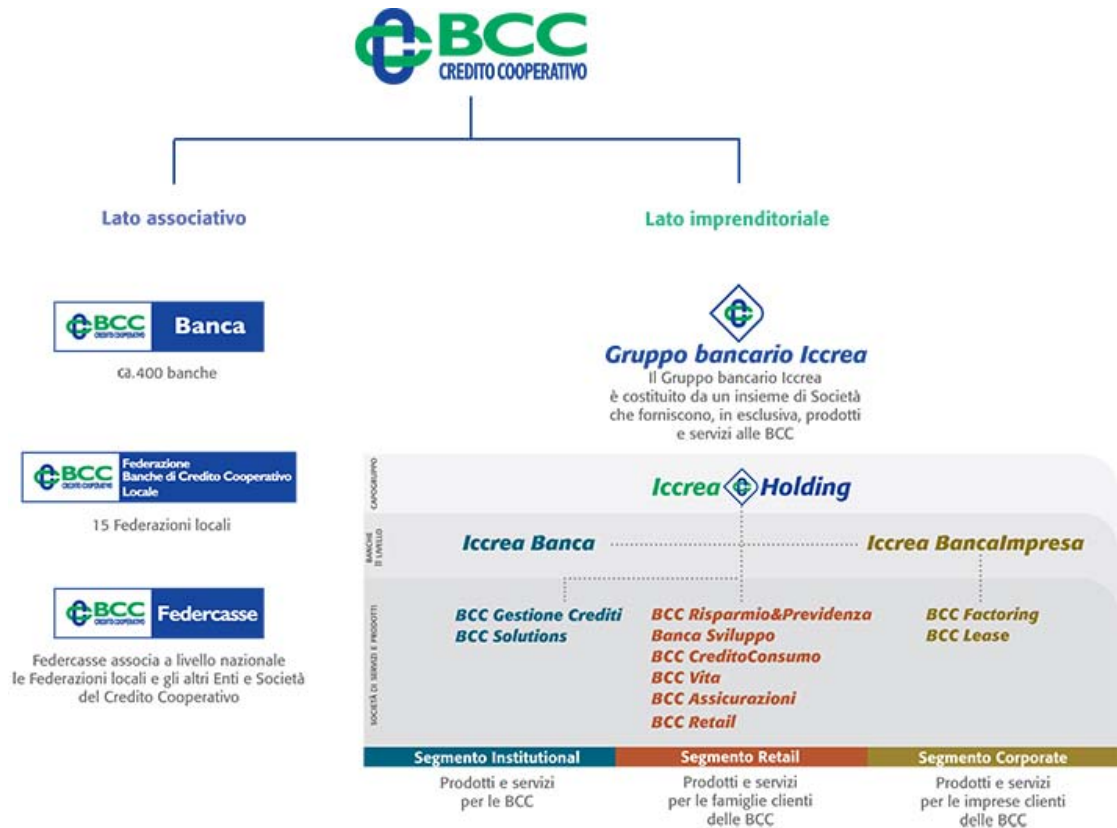 BCC
CREDITO COOPERATIVO
Lato associativo
Lato imprenditoriale
BCC
CREDITO COOPERATIVO
Banca
ca.400 banche
BCC
CREDITO COOPERATIVO
Federazione
Banche di Credito Cooperativo
Locale
15 Federazioni locali
BCC
CREDITO COOPERATIVO
Federcasse
Federcasse associa a livello nazionale
le Federazioni locali e gli altri Enti e Società
del Credito Cooperativo
Gruppo bancario Iccrea
Il Gruppo bancario Iccrea
è costituito da un insieme di Società
che forniscono, in esclusiva, prodotti
e servizi alle BCC
CAPOGRUPPO
Iccrea Holding
BANCHE
DI LIVELLO
Iccrea Banca
Iccrea BancaImpresa
SOCIETÀ DI SERVIZI E PRODOTTI
BCC Gestione Crediti
BCC Solutions
BCC Risparmio&Previdenza
Banca Sviluppo
BCC CreditoConsumo
BCC Vita
BCC Assicurazioni
BCC Retail
BCC Factoring
BCC Lease
Segmento Institutional
Prodotti e servizi
per le BCC
Segmento Retail
Prodotti e servizi
per le famiglie clienti
delle BCC
Segmento Corporate
Prodotti e servizi
per le imprese clienti
delle BCC